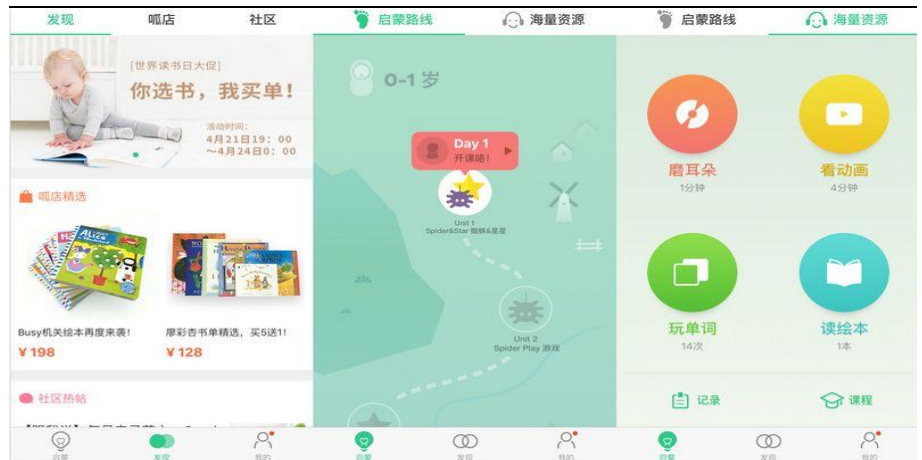 发现 呱店 社区
[世界读书日大促]
你选书，我买单！
活动时间：
4月21日19：00
～4月24日0：00
呱店精选
Alice
Busy机关绘本再度来袭！
¥198
廖彩杏书单精选，买5送1！
¥128
社区热帖
启蒙 发现 我的
启蒙路线 海量资源
0-1 岁
Day 1
开课咯！
Unit 1
Spider&Star 蜘蛛&星星
Unit 2
Spider Play 游戏
启蒙 发现 我的
启蒙路线 海量资源
磨耳朵
1分钟
看动画
4分钟
玩单词
14次
读绘本
1本
记录 课程
启蒙 发现 我的